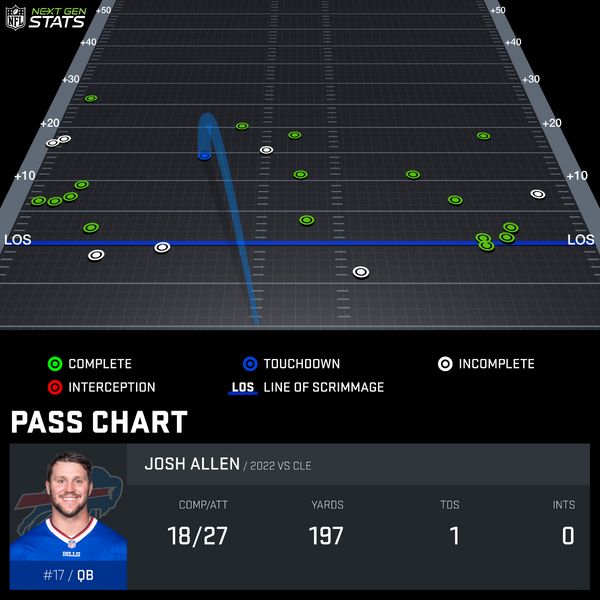 NFL NEXT GEN STATS
+50 +50
+30 +30
+20 +20
+10 +10
LOS LOS
COMPLETE TOUCHDOWN INCOMPLETE
INTERCEPTION LOS LINE OF SCRIMMAGE
PASS CHART
JOSH ALLEN / 2022 VS CLE
COMP/ATT YARDS TDS INTS
18/27 197 1 0
BILLS
#17 / QB